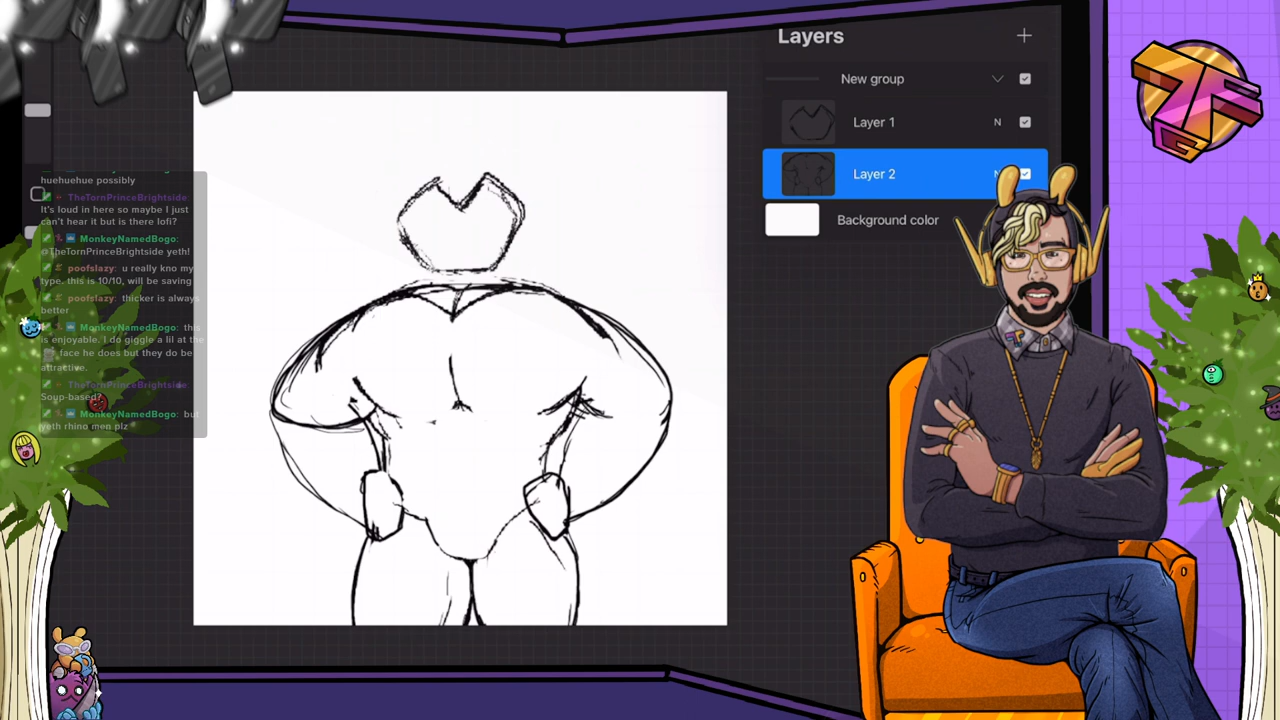 Layers
New group
Layer 1
N
Layer 2
Background color
huehuehue possibly
TheTornPrinceBrightside:
It's loud in here so maybe I just
can't hear it but is there lofi?
MonkeyNamedBogo:
@TheTornPrinceBrightside yeth!
poofslazy: u really kno my
type. this is 10/10, will be saving
poofslazy: thicker is always
better
MonkeyNamedBogo: this
is enjoyable. I do giggle a lil at the
face he does but they do be
attractive.
TheTornPrinceBrightside:
Soup-based?
MonkeyNamedBogo: but
yeth rhino men plz